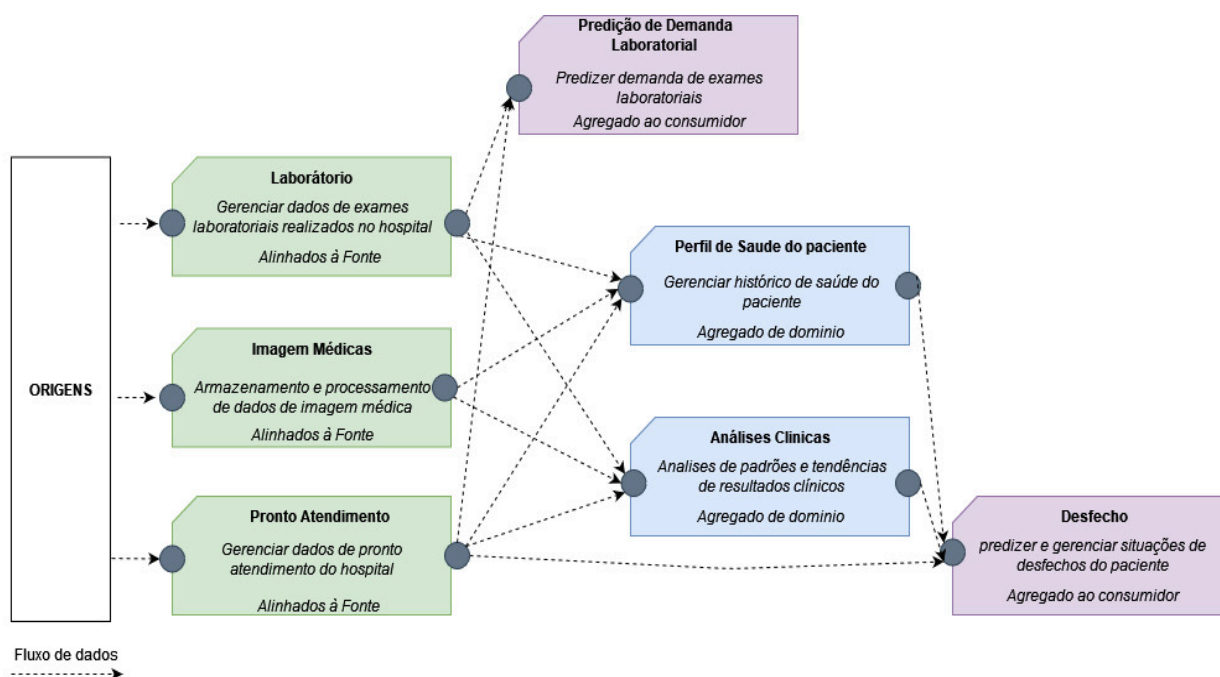 Predição de Demanda
Laboratorial
Predizer demanda de exames
laboratoriais
Agregado ao consumidor
ORIGENS
Laborátorio
Gerenciar dados de exames
laboratoriais realizados no hospital
Alinhados à Fonte
Imagem Médicas
Armazenamento e processamento
de dados de imagem médica
Alinhados à Fonte
Pronto Atendimento
Gerenciar dados de pronto
atendimento do hospital
Alinhados à Fonte
Perfil de Saude do paciente
Gerenciar histórico de saúde do
paciente
Agregado de dominio
Análises Clinicas
Analises de padrões e tendências
de resultados clínicos
Agregado de dominio
Desfecho
predizer e gerenciar situações de
desfechos do paciente
Agregado ao consumidor
Fluxo de dados